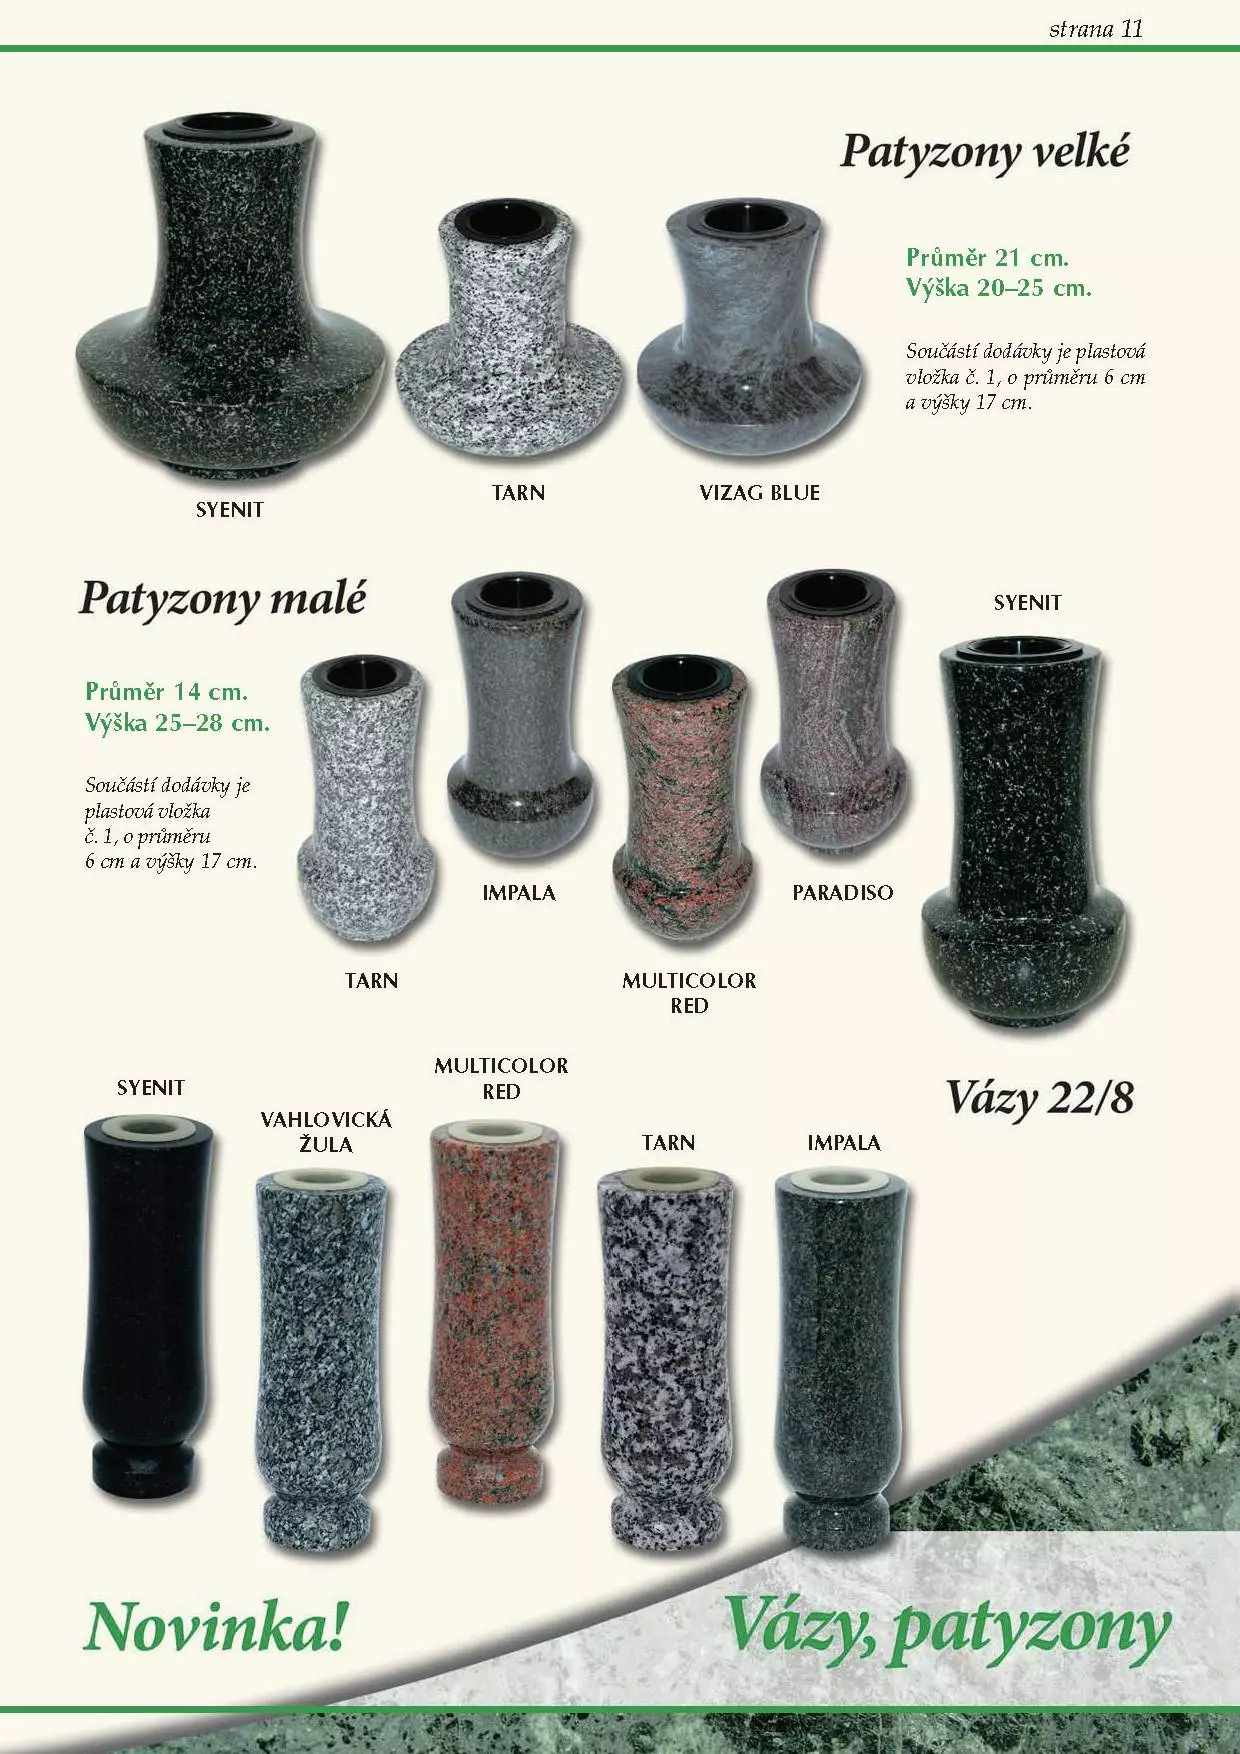 strana 11
Patyzony velké
Průměr 21 cm.
Výška 20–25 cm.
Součástí dodávky je plastová
vložka č. 1, o průměru 6 cm
a výšky 17 cm.
SYENIT
TARN
VIZAG BLUE
Patyzony malé
Průměr 14 cm.
Výška 25–28 cm.
Součástí dodávky je
plastová vložka
č. 1, o průměru
6 cm a výšky 17 cm.
SYENIT
IMPALA
PARADISO
TARN
MULTICOLOR
RED
Vázy 22/8
SYENIT
VAHLOVICKÁ
ŽULA
MULTICOLOR
RED
TARN
IMPALA
Novinka!
Vázy, patyzony